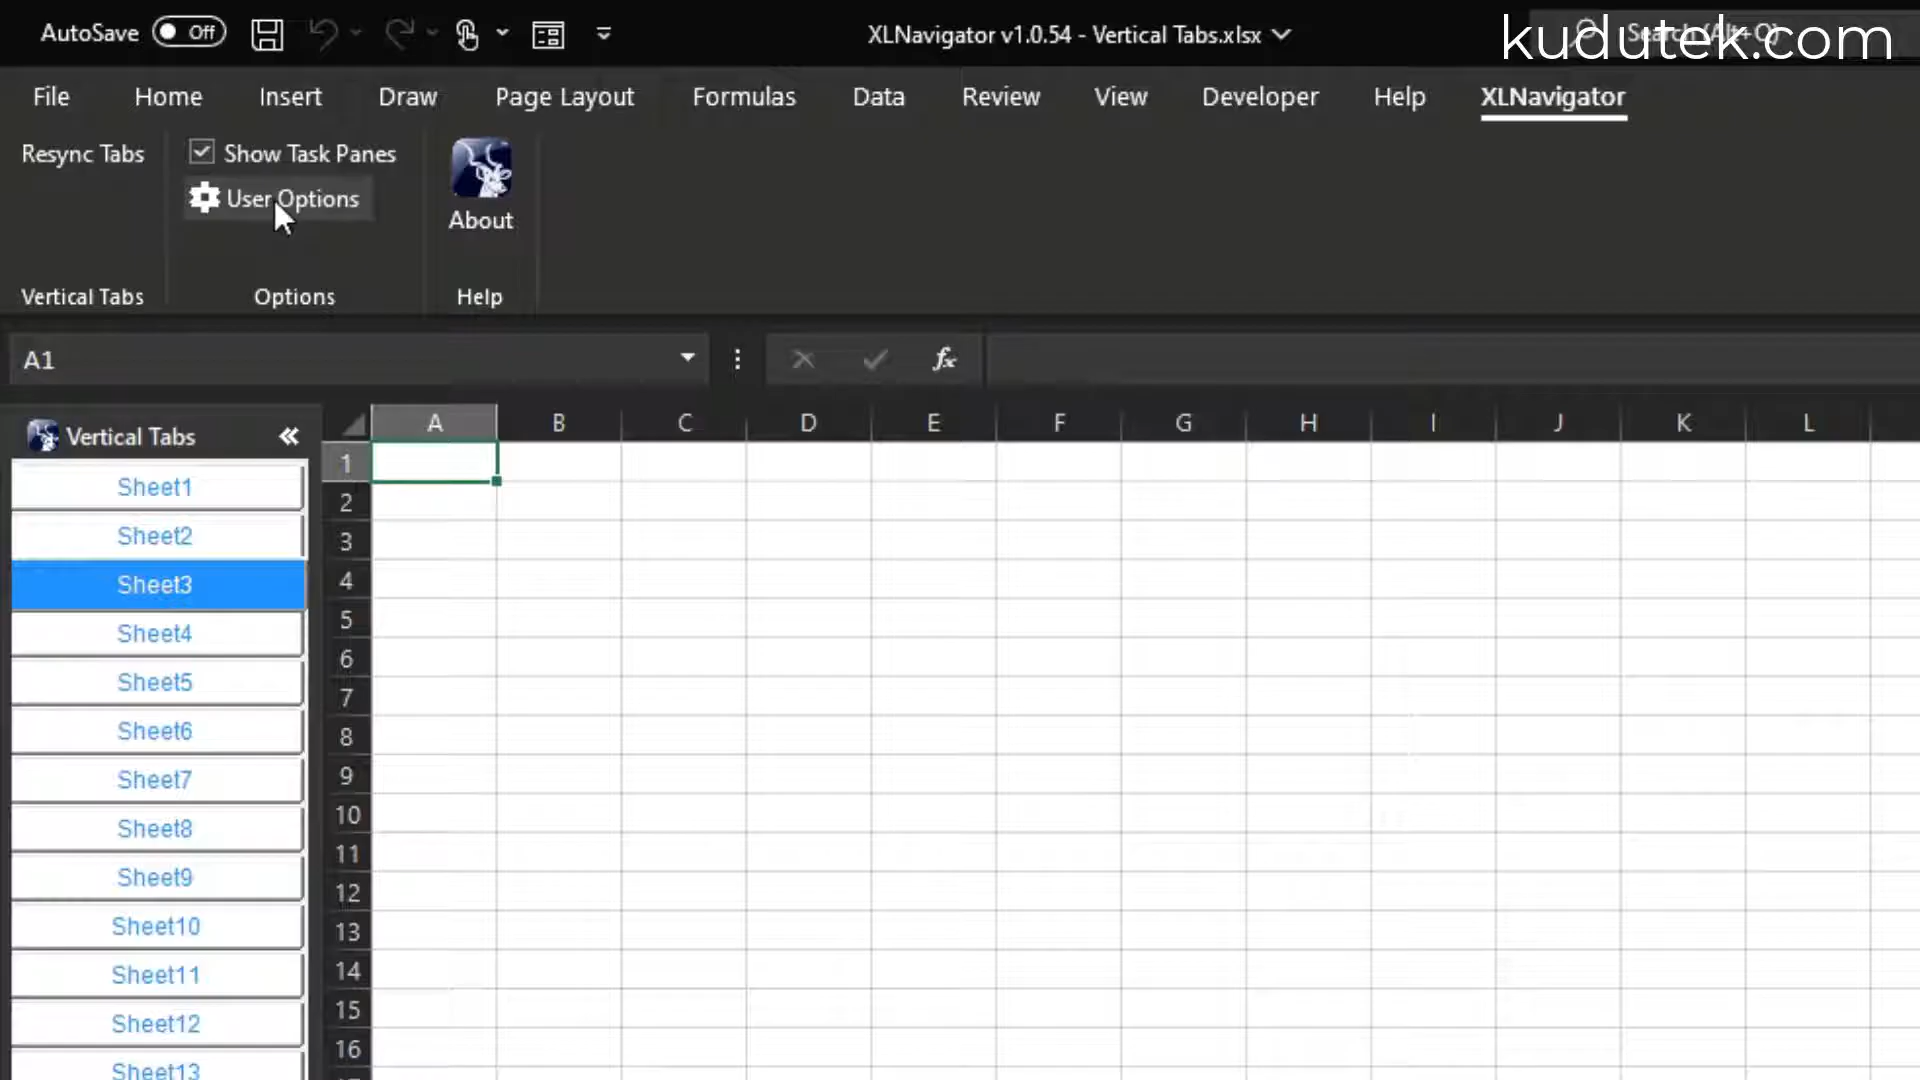 AutoSave Off
XLNavigator v1.0.54 - Vertical Tabs.xlsx
Search (Alt+Q)
kudutek.com
File Home Insert Draw Page Layout Formulas Data Review View Developer Help XLNavigator
Resync Tabs
Show Task Panes
User Options
About
Vertical Tabs
Options
Help
A1
fx
Vertical Tabs
A B C D E F G H I J K L
Sheet1
Sheet2
Sheet3
Sheet4
Sheet5
Sheet6
Sheet7
Sheet8
Sheet9
Sheet10
Sheet11
Sheet12
Sheet13
1
2
3
4
5
6
7
8
9
10
11
12
13
14
15
16